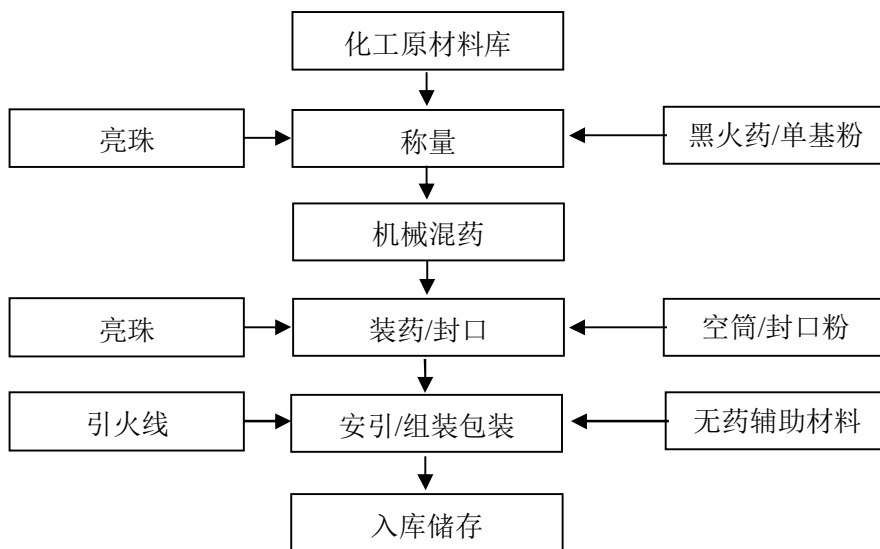 化工原材料库
亮珠
称量
黑火药/单基粉
机械混药
亮珠
装药/封口
空筒/封口粉
引火线
安引/组装包装
无药辅助材料
入库储存